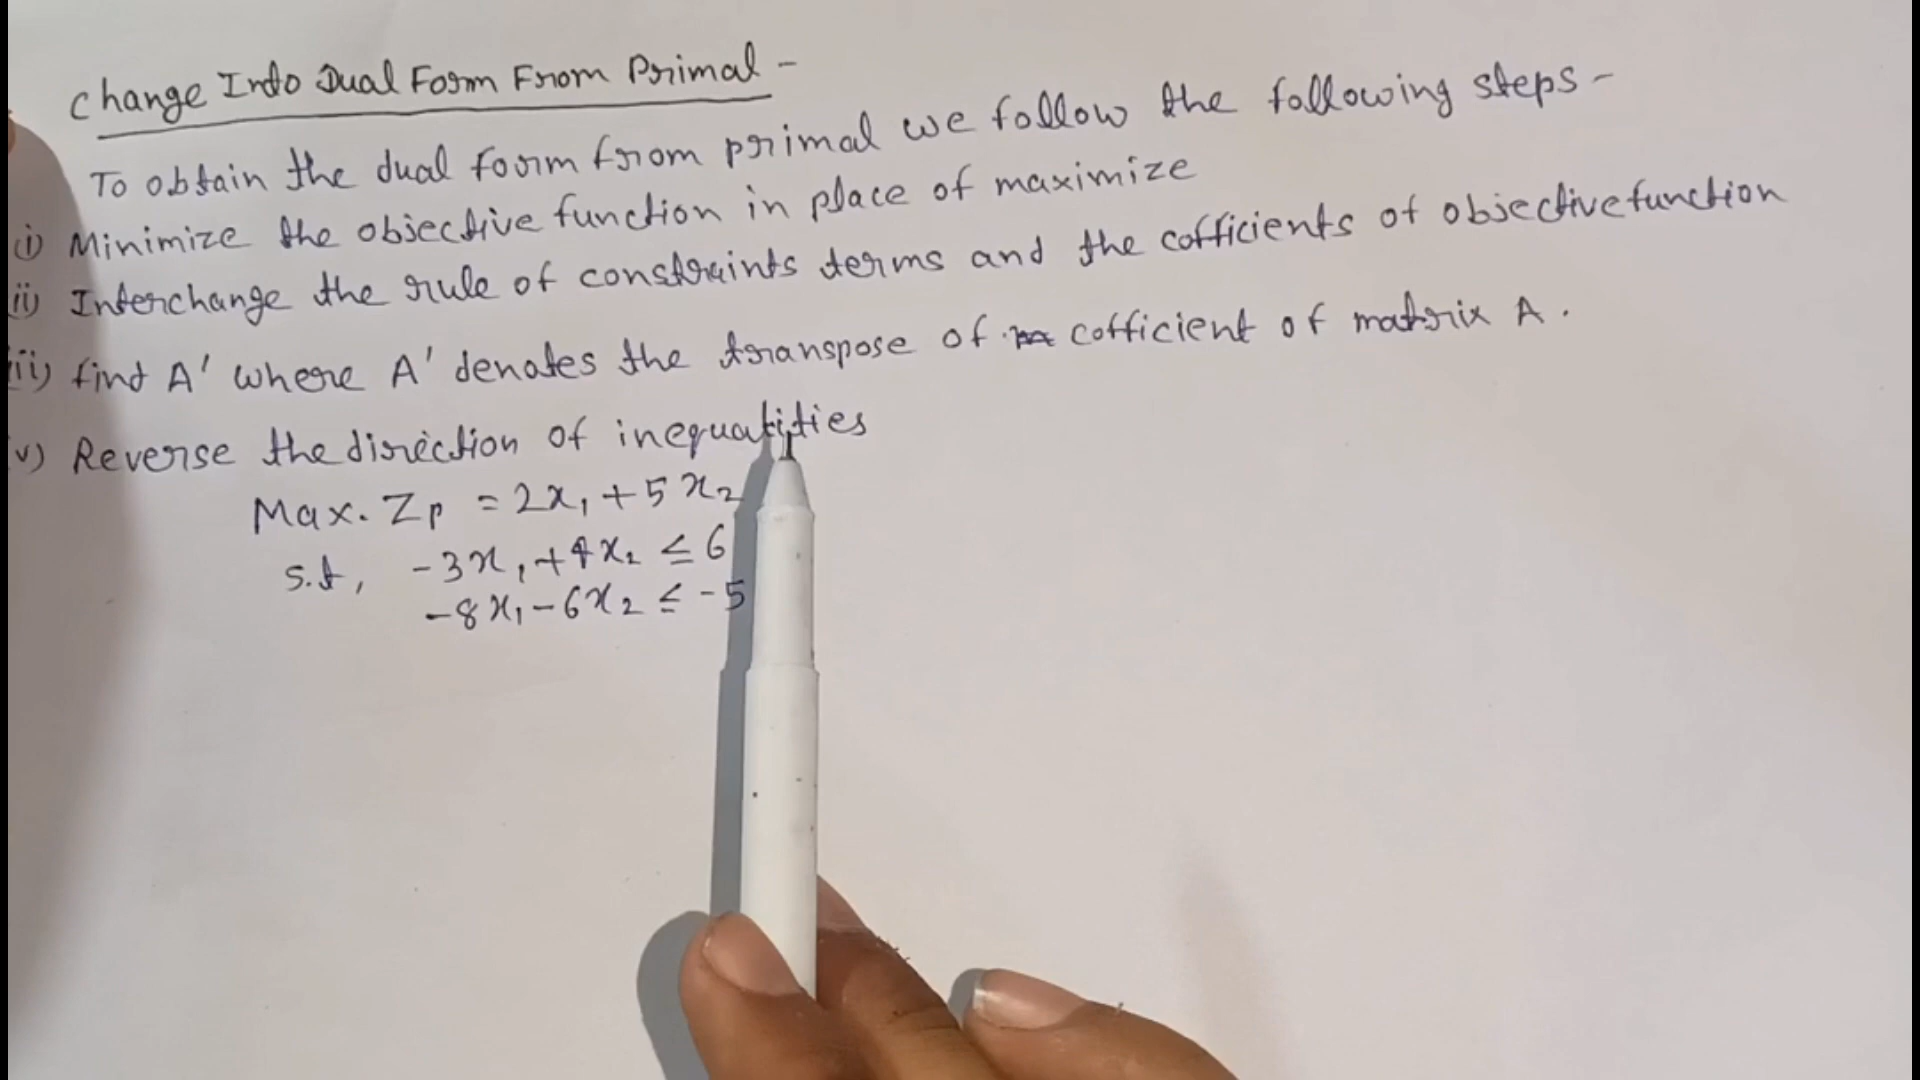 Change Into Dual Form From Primal -
To obtain the dual form from primal we follow the following steps -
(i) Minimize the objective function in place of maximize
(ii) Interchange the rule of constraints terms and the cofficients of objective function
(iii) find A' where A' denotes the transpose of cofficient of matrix A.
v) Reverse the direction of inequalities
Max. Zp = 2x₁ + 5x₂
s.t, -3x₁ + 4x₂ ≤ 6
-8x₁ - 6x₂ ≤ -5